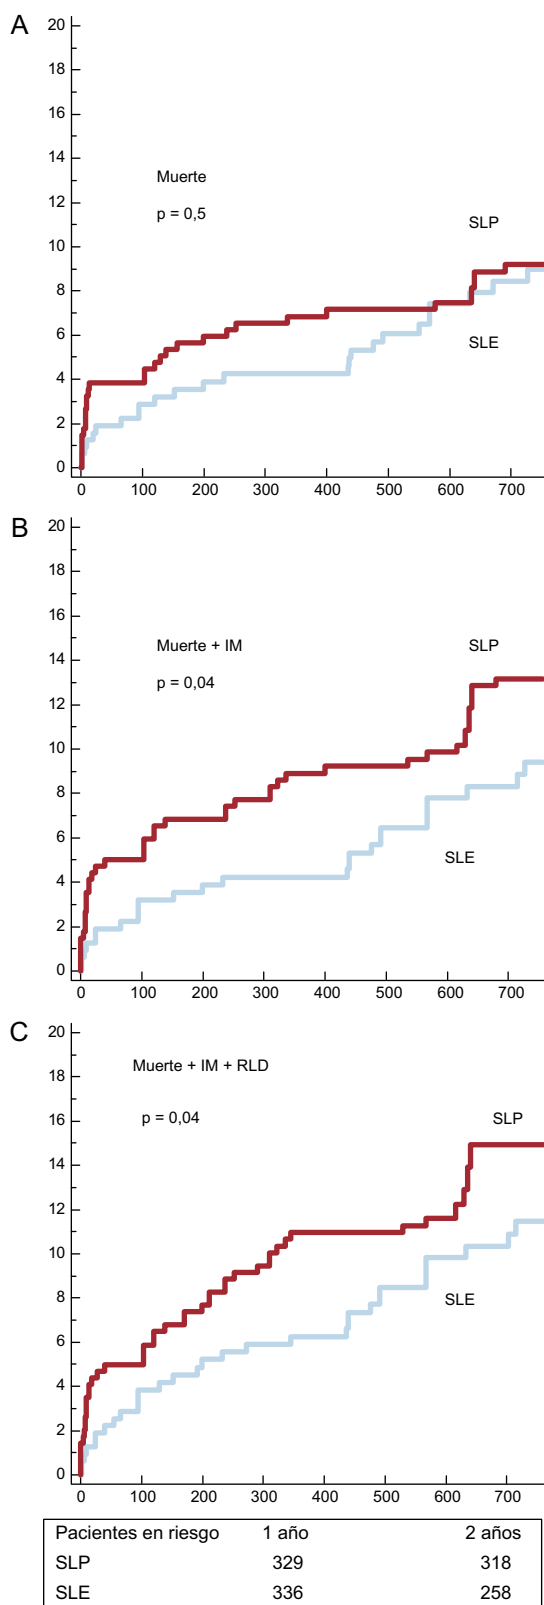 A
20
18
16
14
12
10
8
6
4
2
0
Muerte
p = 0,5
SLP
SLE
0 100 200 300 400 500 600 700
B
20
18
16
14
12
10
8
6
4
2
0
Muerte + IM
p = 0,04
SLP
SLE
0 100 200 300 400 500 600 700
C
20
18
16
14
12
10
8
6
4
2
0
Muerte + IM + RLD
p = 0,04
SLP
SLE
0 100 200 300 400 500 600 700
Pacientes en riesgo 1 año 2 años
SLP 329 318
SLE 336 258